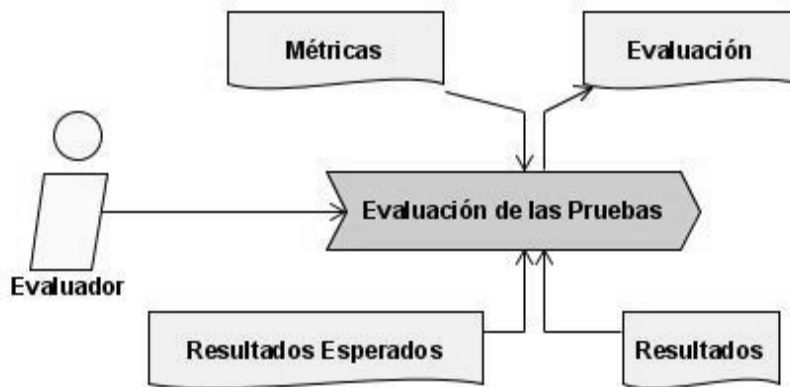 Métricas
Evaluación
Evaluación de las Pruebas
Evaluador
Resultados Esperados
Resultados